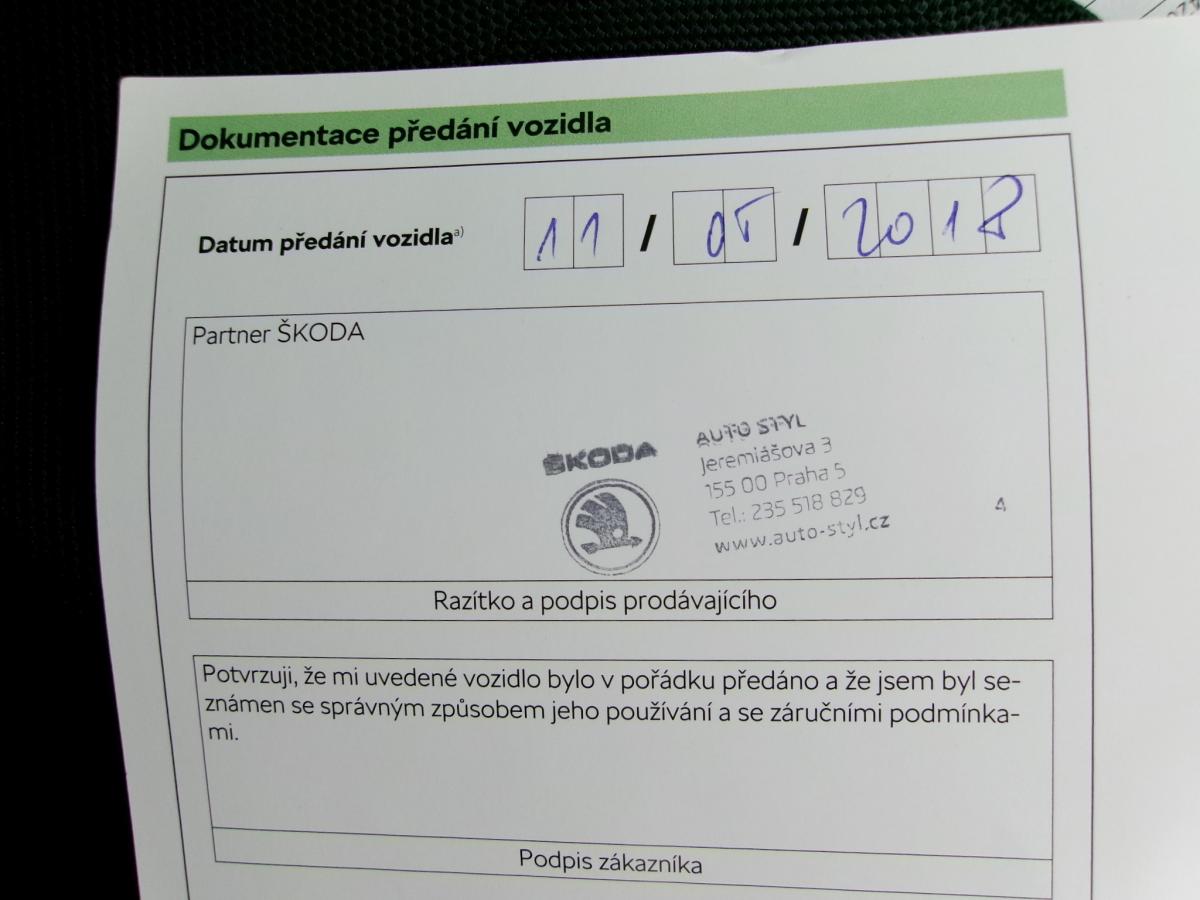 Dokumentace předání vozidla
Datum předání vozidla a)
11 / 05 / 2018
Partner ŠKODA
ŠKODA
AUTO STYL
Jeremiášova 3
155 00 Praha 5
Tel.: 235 518 829
www.auto-styl.cz
4
Razítko a podpis prodávajícího
Potvrzuji, že mi uvedené vozidlo bylo v pořádku předáno a že jsem byl se-
známen se správným způsobem jeho používání a se záručními podmínka-
mi.
Podpis zákazníka